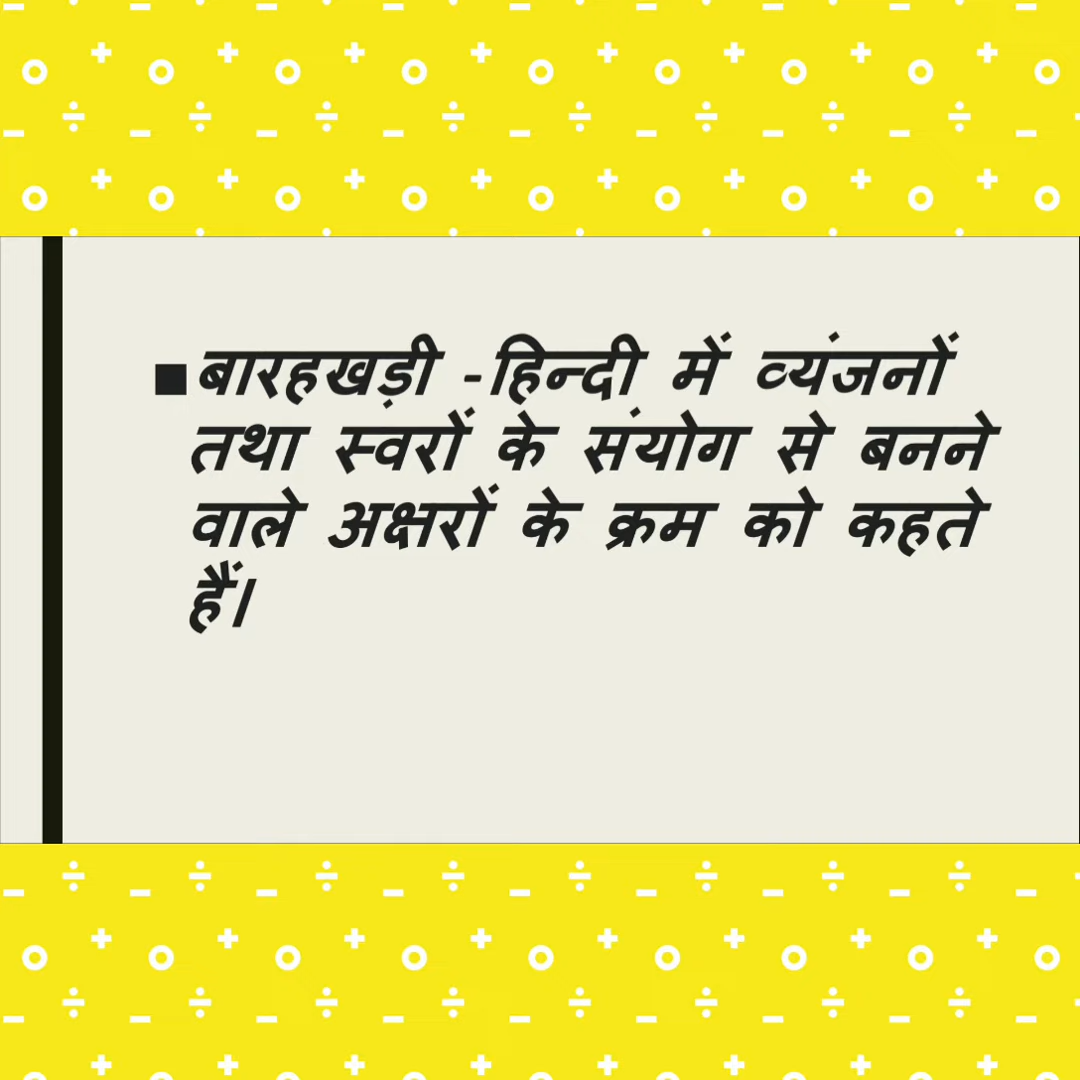 ■बारहखड़ी -हिन्दी में व्यंजनों
तथा स्वरों के संयोग से बनने
वाले अक्षरों के क्रम को कहते
हैं।